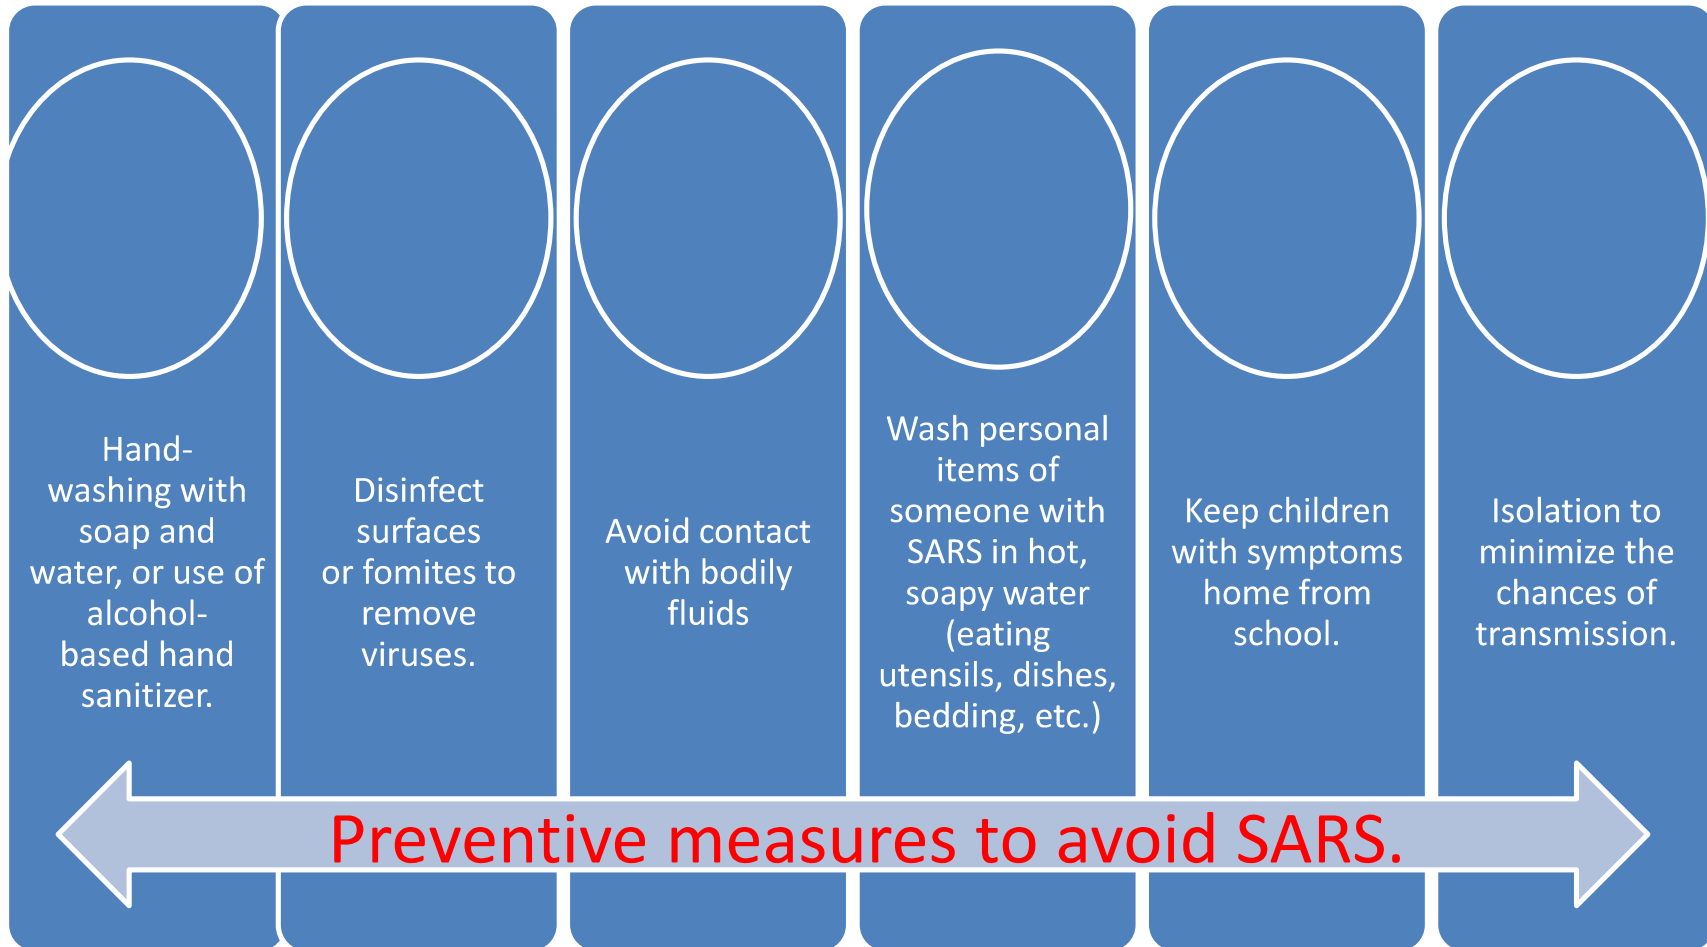 Hand-
washing with
soap and
water, or use of
alcohol-
based hand
sanitizer.
Disinfect
surfaces
or fomites to
remove
viruses.
Avoid contact
with bodily
fluids
Wash personal
items of
someone with
SARS in hot,
soapy water
(eating
utensils, dishes,
bedding, etc.)
Keep children
with symptoms
home from
school.
Isolation to
minimize the
chances of
transmission.
Preventive measures to avoid SARS.